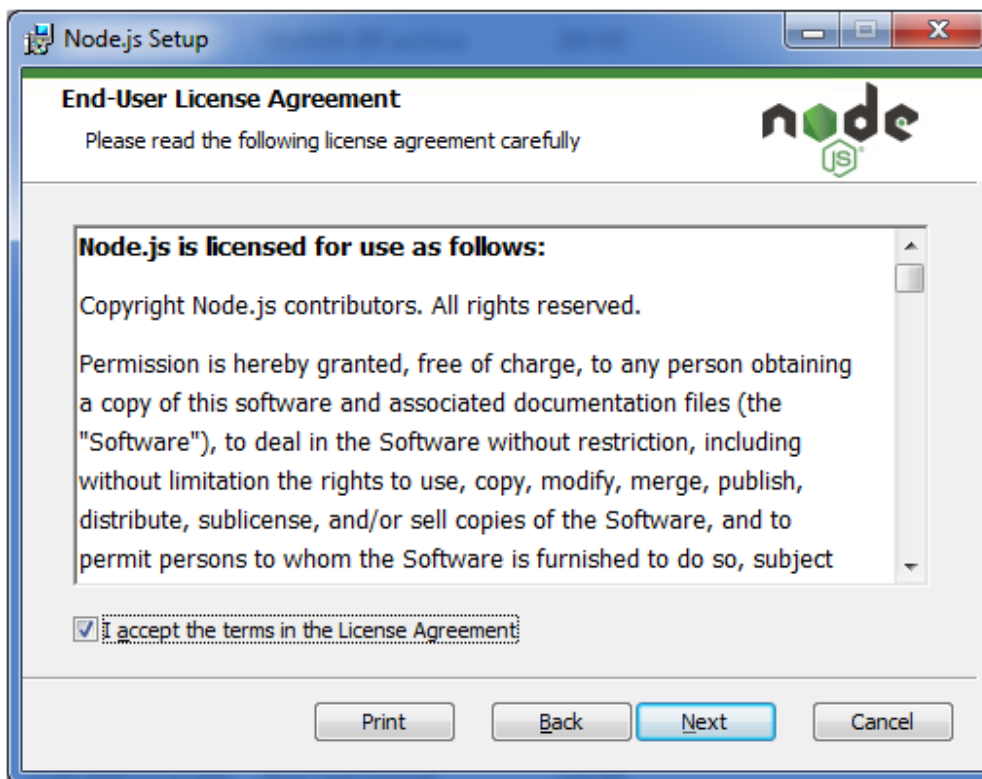 Node.js Setup
End-User License Agreement
Please read the following license agreement carefully
node
JS
Node.js is licensed for use as follows:
Copyright Node.js contributors. All rights reserved.
Permission is hereby granted, free of charge, to any person obtaining
a copy of this software and associated documentation files (the
"Software"), to deal in the Software without restriction, including
without limitation the rights to use, copy, modify, merge, publish,
distribute, sublicense, and/or sell copies of the Software, and to
permit persons to whom the Software is furnished to do so, subject
I accept the terms in the License Agreement
Print Back Next Cancel